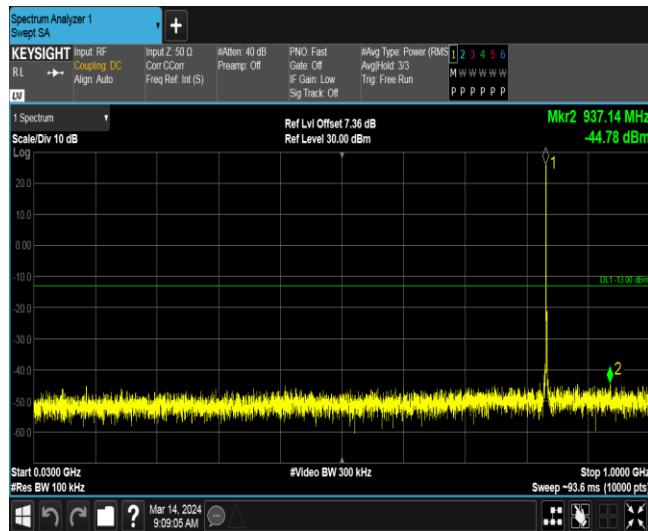 Spectrum Analyzer 1
Swept SA
+
KEYSIGHT Input: RF Input Z: 50 Ω #Atten: 40 dB PNO: Fast #Avg Type: Power (RMS 1 2 3 4 5 6
RL Coupling: DC Corr CCorr Preamp: Off Gate: Off Avg|Hold: 3/3 M W W W W W
Align: Auto Freq Ref: Int (S) IF Gain: Low Trig: Free Run
LXI Sig Track: Off P P P P P P
1 Spectrum Ref Lvl Offset 7.36 dB Mkr2 937.14 MHz
Scale/Div 10 dB Ref Level 30.00 dBm -44.78 dBm
Log
1
20.0
10.0
0.00
-10.0 DL1 -13.00 dBm
-20.0
-30.0
-40.0 2
-50.0
-60.0
Start 0.0300 GHz #Video BW 300 kHz Stop 1.0000 GHz
#Res BW 100 kHz Sweep ~93.6 ms (10000 pts)
? Mar 14, 2024
9:09:05 AM